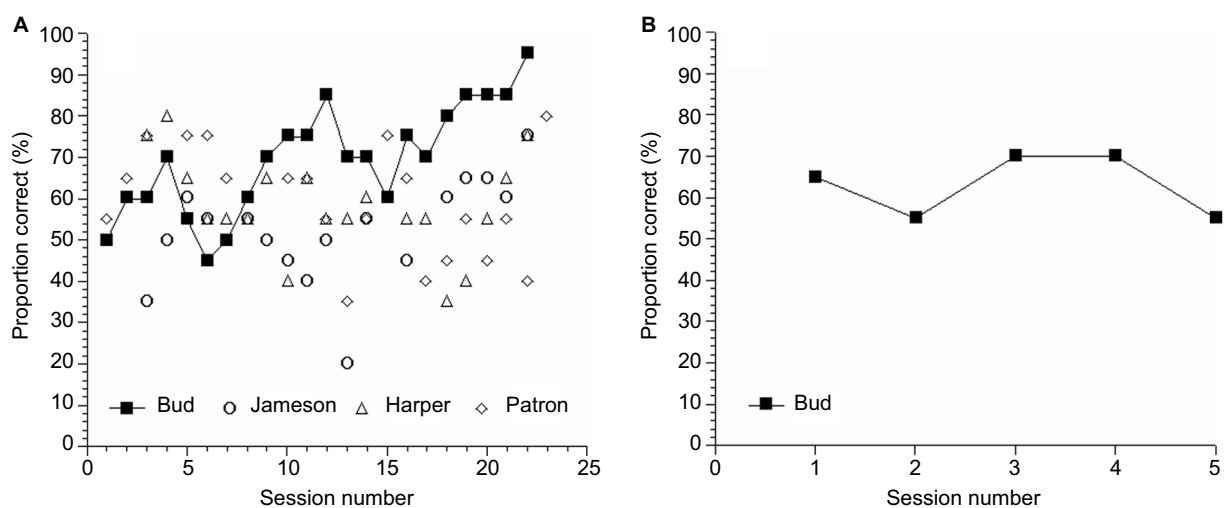 A
100
90
80
70
60
50
40
30
20
10
0
Proportion correct (%)
Bud Jameson Harper Patron
0 5 10 15 20 25
Session number
B
100
90
80
70
60
50
40
30
20
10
0
Proportion correct (%)
Bud
0 1 2 3 4 5
Session number